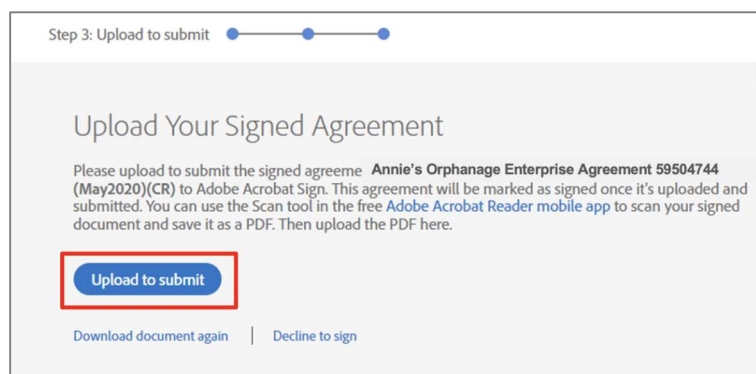 Step 3: Upload to submit
Upload Your Signed Agreement
Please upload to submit the signed agreeme Annie's Orphanage Enterprise Agreement 59504744
(May2020)(CR) to Adobe Acrobat Sign. This agreement will be marked as signed once it's uploaded and
submitted. You can use the Scan tool in the free Adobe Acrobat Reader mobile app to scan your signed
document and save it as a PDF. Then upload the PDF here.
Upload to submit
Download document again | Decline to sign